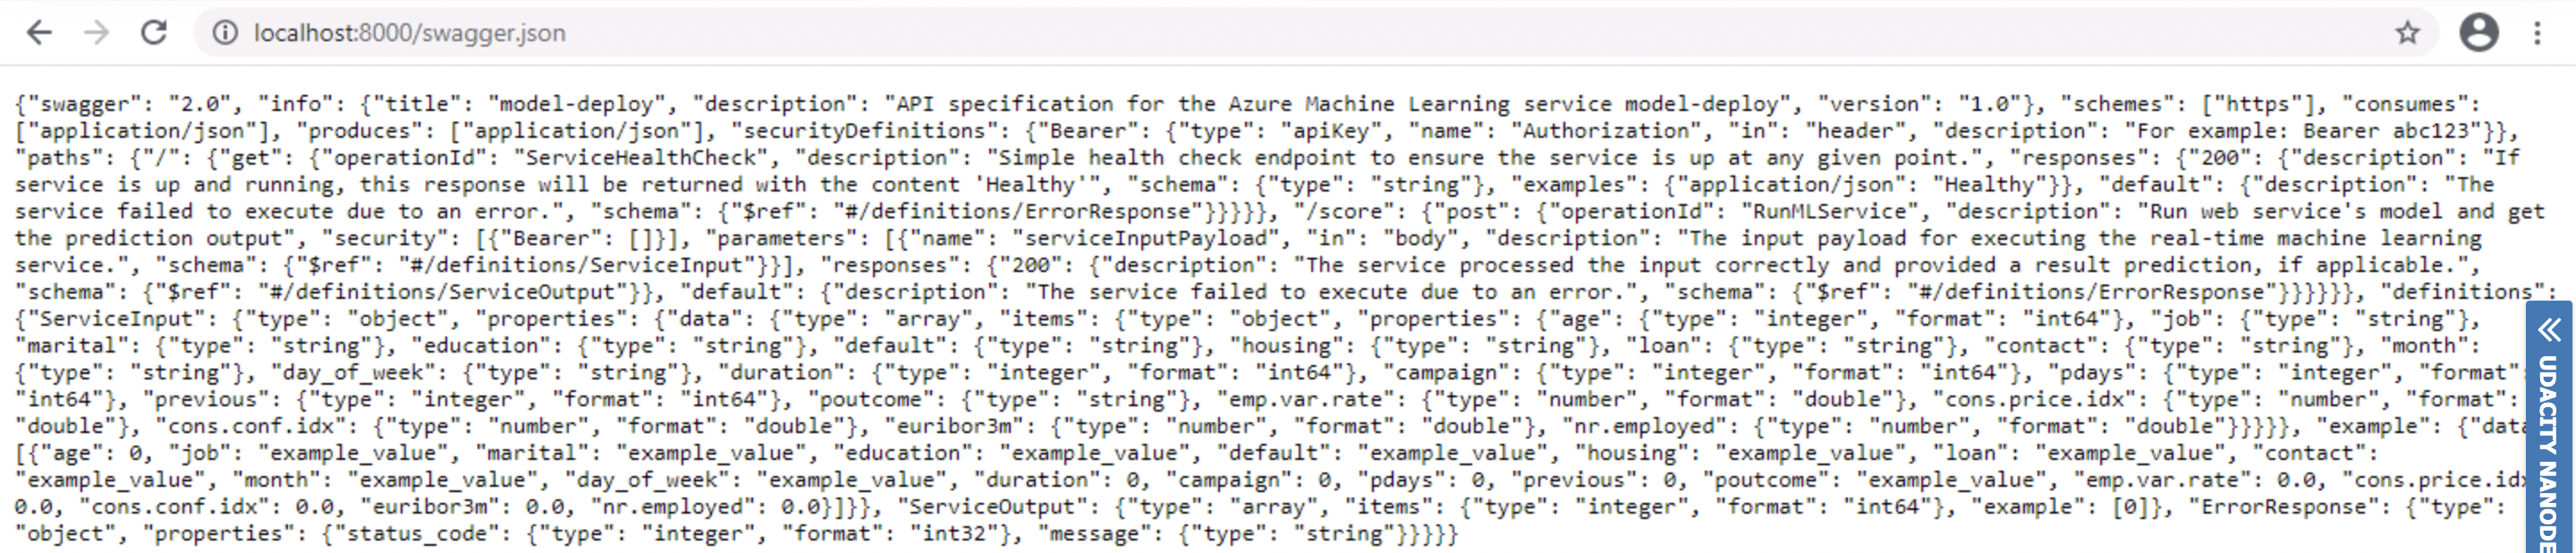 localhost:8000/swagger.json
{"swagger": "2.0", "info": {"title": "model-deploy", "description": "API specification for the Azure Machine Learning service model-deploy", "version": "1.0"}, "schemes": ["https"], "consumes":
["application/json"], "produces": ["application/json"], "securityDefinitions": {"Bearer": {"type": "apiKey", "name": "Authorization", "in": "header", "description": "For example: Bearer abc123"}},
"paths": {"/": {"get": {"operationId": "ServiceHealthCheck", "description": "Simple health check endpoint to ensure the service is up at any given point.", "responses": {"200": {"description": "If
service is up and running, this response will be returned with the content 'Healthy'", "schema": {"type": "string"}, "examples": {"application/json": "Healthy"}}, "default": {"description": "The
service failed to execute due to an error.", "schema": {"$ref": "#/definitions/ErrorResponse"}}}}}, "/score": {"post": {"operationId": "RunMLService", "description": "Run web service's model and get
the prediction output", "security": [{"Bearer": []}], "parameters": [{"name": "serviceInputPayload", "in": "body", "description": "The input payload for executing the real-time machine learning
service.", "schema": {"$ref": "#/definitions/ServiceInput"}}], "responses": {"200": {"description": "The service processed the input correctly and provided a result prediction, if applicable.",
"schema": {"$ref": "#/definitions/ServiceOutput"}}, "default": {"description": "The service failed to execute due to an error.", "schema": {"$ref": "#/definitions/ErrorResponse"}}}}}}, "definitions":
{"ServiceInput": {"type": "object", "properties": {"data": {"type": "array", "items": {"type": "object", "properties": {"age": {"type": "integer", "format": "int64"}, "job": {"type": "string"},
"marital": {"type": "string"}, "education": {"type": "string"}, "default": {"type": "string"}, "housing": {"type": "string"}, "loan": {"type": "string"}, "contact": {"type": "string"}, "month":
{"type": "string"}, "day_of_week": {"type": "string"}, "duration": {"type": "integer", "format": "int64"}, "campaign": {"type": "integer", "format": "int64"}, "pdays": {"type": "integer", "format":
"int64"}, "previous": {"type": "integer", "format": "int64"}, "poutcome": {"type": "string"}, "emp.var.rate": {"type": "number", "format": "double"}, "cons.price.idx": {"type": "number", "format":
"double"}, "cons.conf.idx": {"type": "number", "format": "double"}, "euribor3m": {"type": "number", "format": "double"}, "nr.employed": {"type": "number", "format": "double"}}}}}, "example": {"data
[{"age": 0, "job": "example_value", "marital": "example_value", "education": "example_value", "default": "example_value", "housing": "example_value", "loan": "example_value", "contact":
"example_value", "month": "example_value", "day_of_week": "example_value", "duration": 0, "campaign": 0, "pdays": 0, "previous": 0, "poutcome": "example_value", "emp.var.rate": 0.0, "cons.price.idx
0.0, "cons.conf.idx": 0.0, "euribor3m": 0.0, "nr.employed": 0.0}]}}, "ServiceOutput": {"type": "array", "items": {"type": "integer", "format": "int64"}, "example": [0]}, "ErrorResponse": {"type":
"object", "properties": {"status_code": {"type": "integer", "format": "int32"}, "message": {"type": "string"}}}}}
UDACITY NANODE